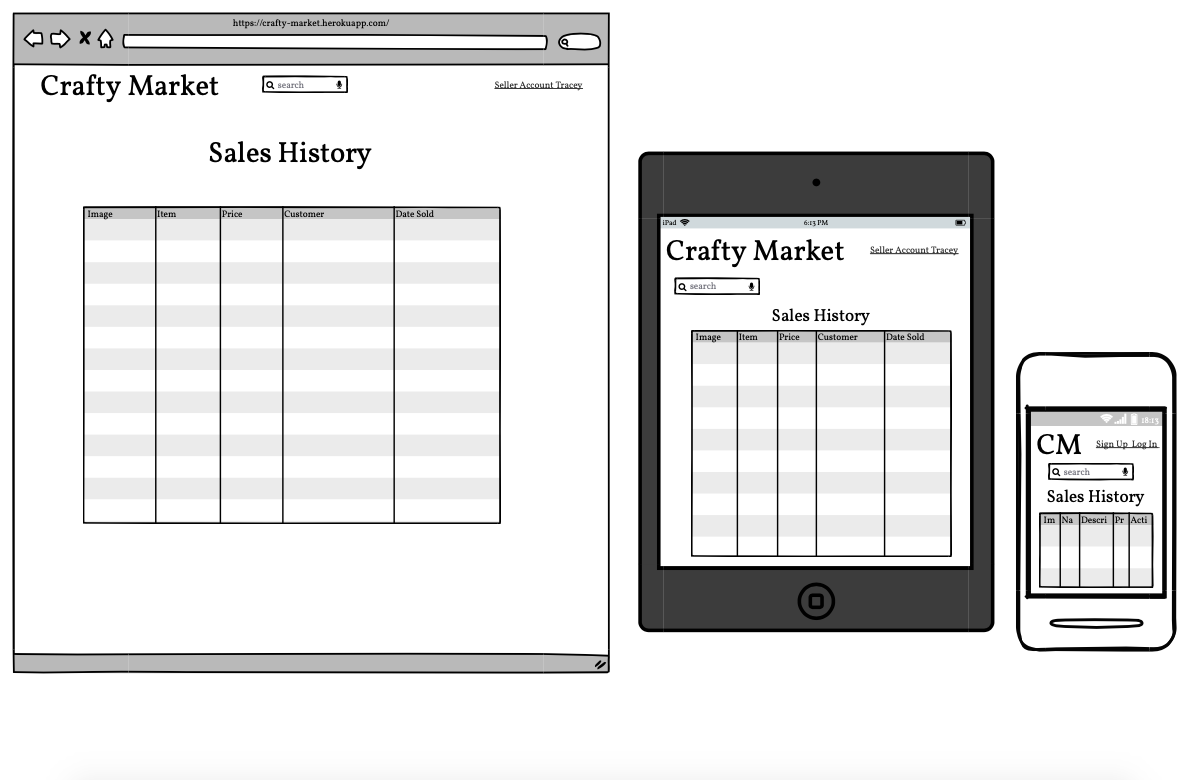 https://crafty-market.herokuapp.com/
Crafty Market
search
Seller Account Tracey
Sales History
Image Item Price Customer Date Sold
iPad 6:13 PM
Crafty Market
Seller Account Tracey
search
Sales History
Image Item Price Customer Date Sold
18:13
CM
Sign Up Log In
search
Sales History
Im Na Descri Pr Acti